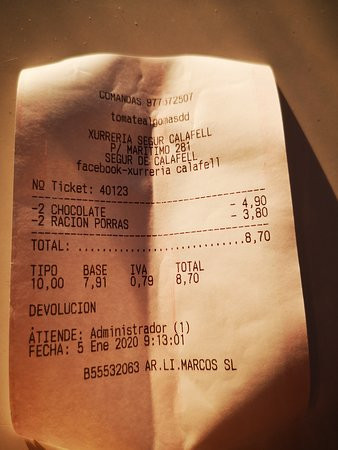 COMANDAS 977372507
tomatealgomasdd
XURRERIA SEGUR CALAFELL
P/ MARITIMO 281
SEGUR DE CALAFELL
facebook-xurreria calafell
NO Ticket: 40123
-2 CHOCOLATE - 4,90
-2 RACION PORRAS - 3,80
TOTAL: ............................8,70
TIPO BASE IVA TOTAL
10,00 7,91 0,79 8,70
DEVOLUCION
ATIENDE: Administrador (1)
FECHA: 5 Ene 2020 9:13:01
B55532063 AR.LI.MARCOS SL